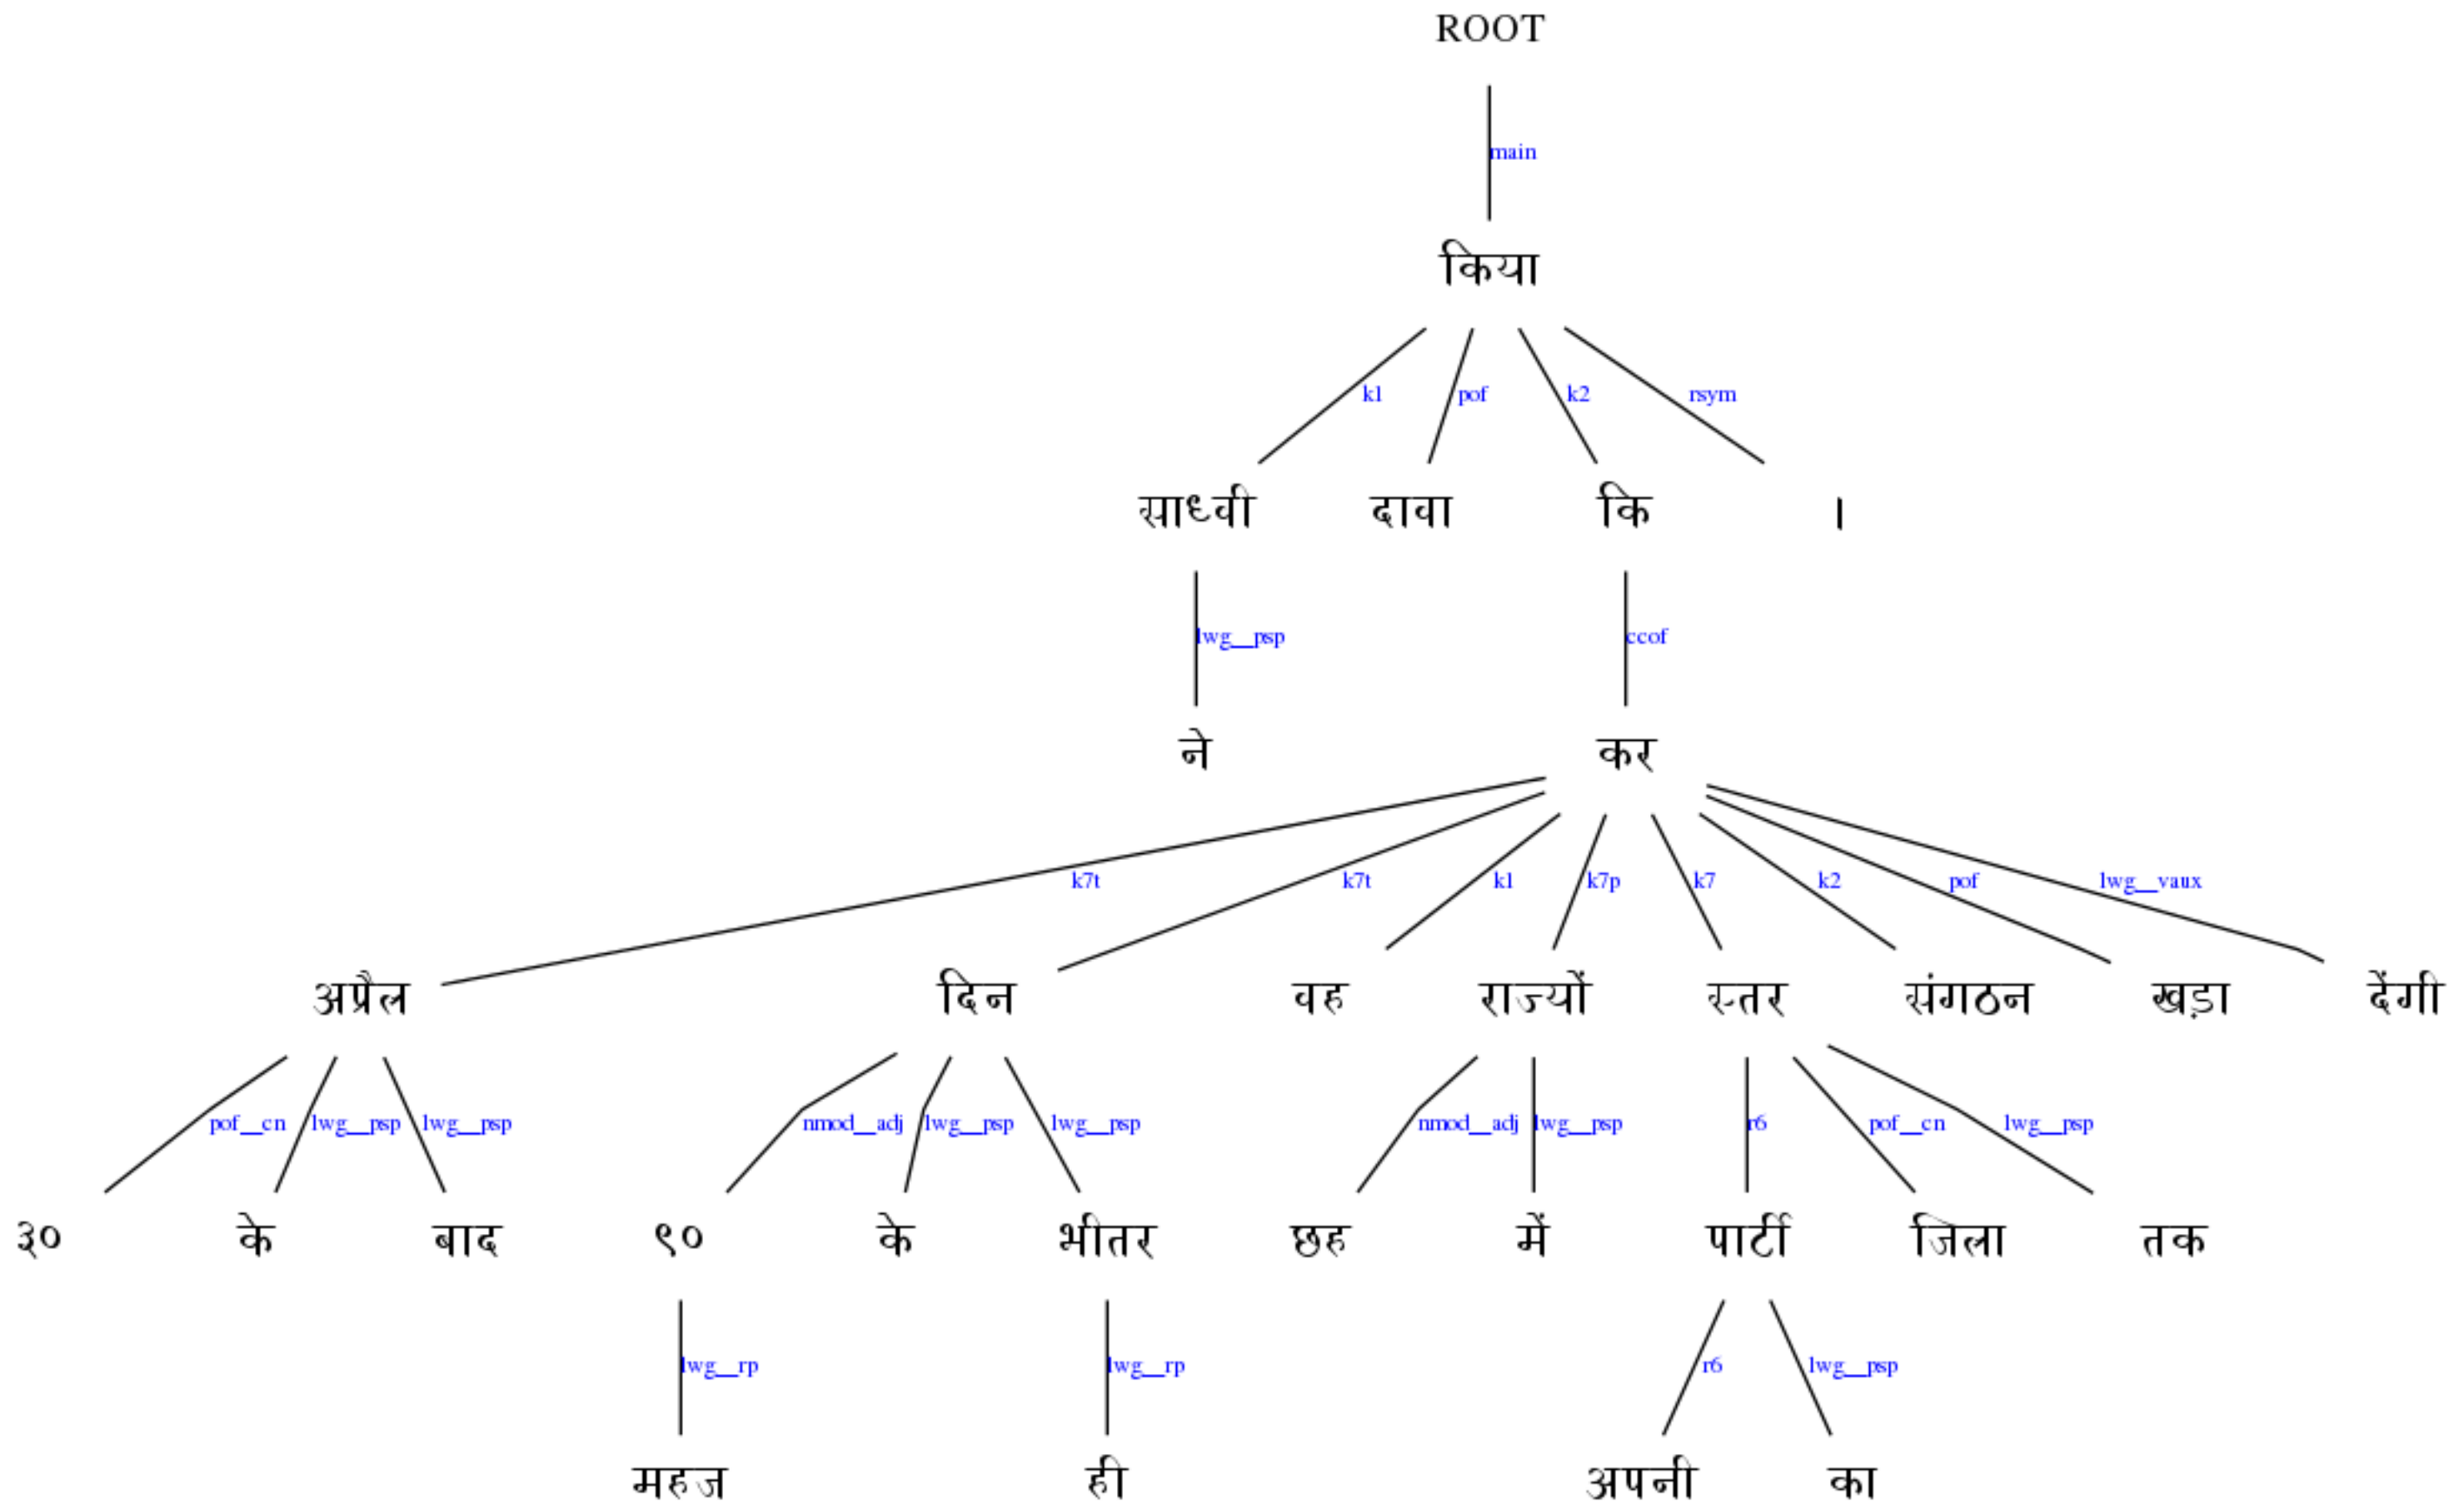 ROOT
main
किया
k1 pof k2 rsym
साध्वी दावा कि ।
lwg__psp ccof
ने कर
k7t k7t k1 k7p k7 k2 pof lwg__vaux
अप्रैल दिन वह राज्यों स्तर संगठन खड़ा देंगी
pof__cn lwg__psp lwg__psp nmod__adj lwg__psp lwg__psp nmod__adj lwg__psp r6 pof__cn lwg__psp
३० के बाद ९० के भीतर छह में पार्टी जिला तक
lwg__rp lwg__rp r6 lwg__psp
महज ही अपनी का